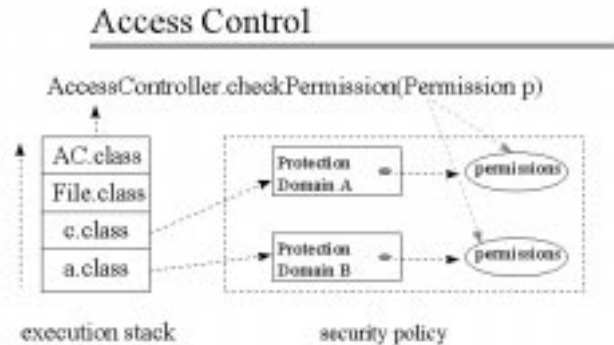 Access Control
AccessController.checkPermission(Permission p)
AC.class
File.class
c.class
a.class
Protection
Domain A
permissions
Protection
Domain B
permissions
execution stack
security policy